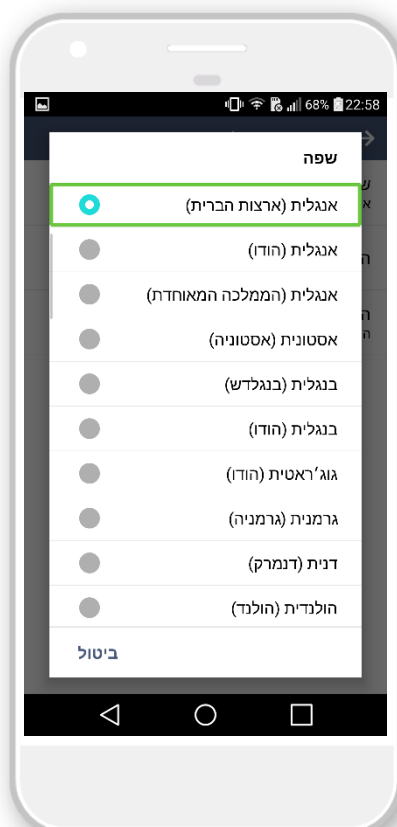 68% 22:58
שפה
אנגלית (ארצות הברית)
אנגלית (הודו)
אנגלית (הממלכה המאוחדת)
אסטונית (אסטוניה)
בנגלית (בנגלדש)
בנגלית (הודו)
גוג׳ראטית (הודו)
גרמנית (גרמניה)
דנית (דנמרק)
הולנדית (הולנד)
ביטול